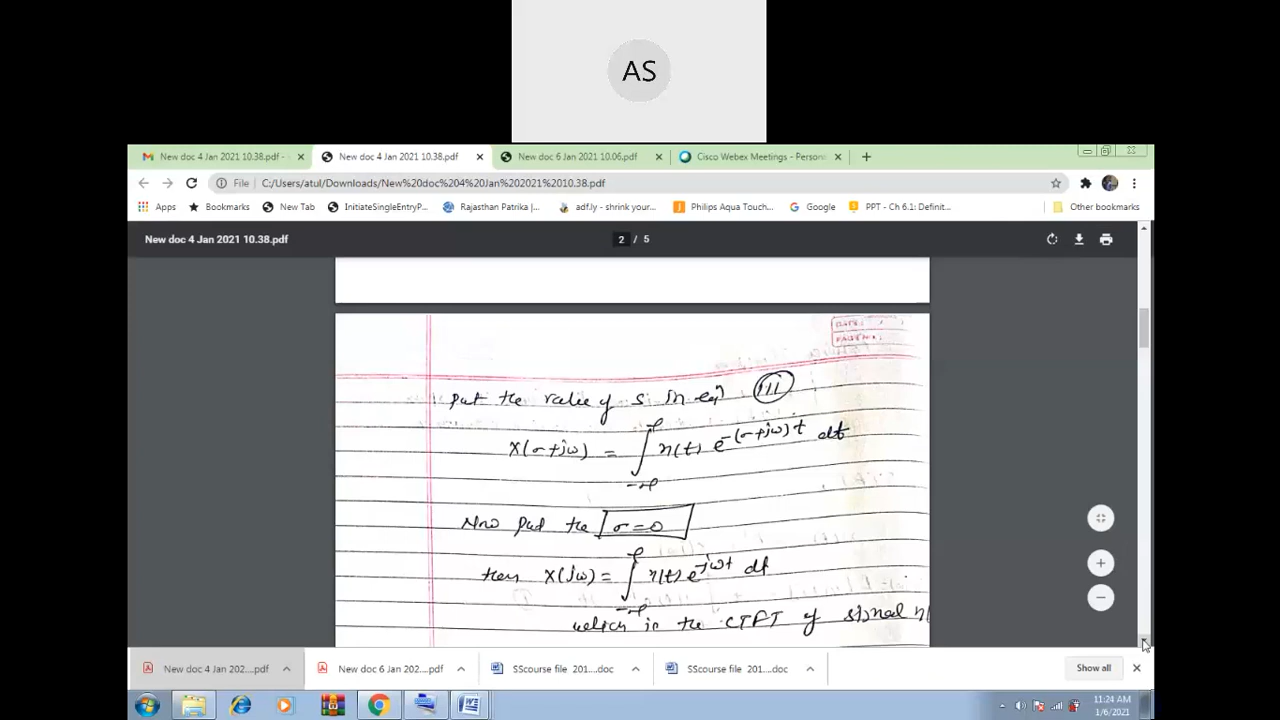 AS
New doc 4 Jan 2021 10.38.pdf -
New doc 4 Jan 2021 10.38.pdf
New doc 6 Jan 2021 10.06.pdf
Cisco Webex Meetings - Persona
File C:/Users/atul/Downloads/New%20doc%204%20Jan%202021%2010.38.pdf
Apps
Bookmarks
New Tab
InitiateSingleEntryP...
Rajasthan Patrika |...
adf.ly - shrink your...
Philips Aqua Touch...
Google
PPT - Ch 6.1: Definit...
Other bookmarks
New doc 4 Jan 2021 10.38.pdf
2 / 5
DATE:
PAGE NO.:
put the value of s in eqn (iii)
X(σ+jω) = ∫_{-∞}^{∞} x(t) e^{-(σ+jω)t} dt
Now put the σ=0
then X(jω) = ∫_{-∞}^{∞} x(t) e^{-jωt} dt
which is the CTFT of signal x(
New doc 4 Jan 202....pdf
New doc 6 Jan 202....pdf
SScourse file 201....doc
SScourse file 201....doc
Show all
11:24 AM
1/6/2021